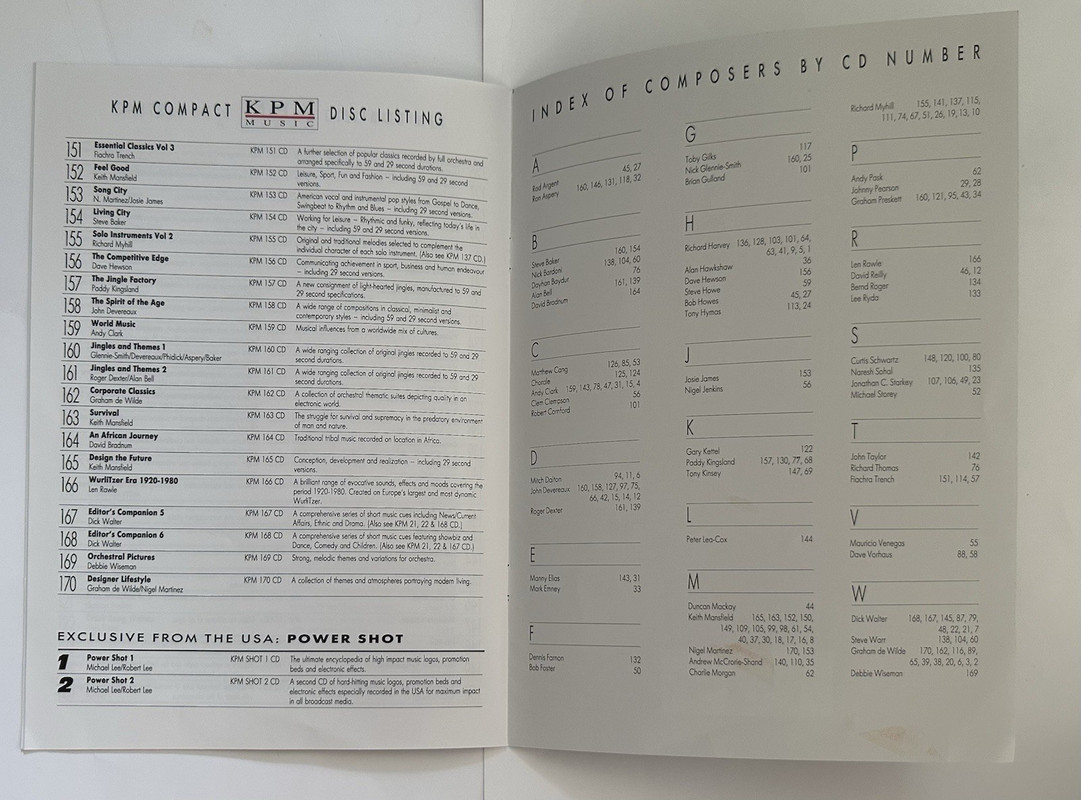 KPM COMPACT KPM MUSIC DISC LISTING
151 Essential Classics Vol 3 KPM 151 CD A further selection of popular classics recorded by full orchestra and
Fiachra Trench arranged specifically to 59 and 29 second durations.
152 Feel Good KPM 152 CD Leisure, Sport, Fun and Fashion – including 59 and 29 second
Keith Mansfield versions.
153 Song City KPM 153 CD American vocal and instrumental pop styles from Gospel to Dance,
N. Martinez/Josie James Swingbeat to Rhythm and Blues – including 29 second versions.
154 Living City KPM 154 CD Working for Leisure – Rhythmic and funky, reflecting today's life in
Steve Baker the city – including 59 and 29 second versions.
155 Solo Instruments Vol 2 KPM 155 CD Original and traditional melodies selected to complement the
Richard Myhill individual character of each solo instrument. (Also see KPM 137 CD.)
156 The Competitive Edge KPM 156 CD Communicating achievement in sport, business and human endeavour
Dave Hewson – including 29 second versions.
157 The Jingle Factory KPM 157 CD A new consignment of light-hearted jingles, manufactured to 59 and
Paddy Kingsland 29 second specifications.
158 The Spirit of the Age KPM 158 CD A wide range of compositions in classical, minimalist and
John Devereaux contemporary styles – including 59 and 29 second versions.
159 World Music KPM 159 CD Musical influences from a worldwide mix of cultures.
Andy Clark
160 Jingles and Themes 1 KPM 160 CD A wide ranging collection of original jingles recorded to 59 and 29
Glennie-Smith/Devereaux/Phidick/Aspery/Baker second durations.
161 Jingles and Themes 2 KPM 161 CD A wide ranging collection of original jingles recorded to 59 and 29
Roger Dexter/Alan Bell second durations.
162 Corporate Classics KPM 162 CD A collection of orchestral thematic suites depicting quality in an
Graham de Wilde electronic world.
163 Survival KPM 163 CD The struggle for survival and supremacy in the predatory environment
Keith Mansfield of man and nature.
164 An African Journey KPM 164 CD Traditional tribal music recorded on location in Africa.
David Bradnum
165 Design the Future KPM 165 CD Conception, development and realization – including 29 second
Keith Mansfield versions.
166 WurliTzer Era 1920-1980 KPM 166 CD A brilliant range of evocative sounds, effects and moods covering the
Len Rawle period 1920-1980. Created on Europe's largest and most dynamic
WurliTzer.
167 Editor's Companion 5 KPM 167 CD A comprehensive series of short music cues including News/Current
Dick Walter Affairs, Ethnic and Drama. (Also see KPM 21, 22 & 168 CD.)
168 Editor's Companion 6 KPM 168 CD A comprehensive series of short music cues featuring showbiz and
Dick Walter Dance, Comedy and Children. (Also see KPM 21, 22 & 167 CD.)
169 Orchestral Pictures KPM 169 CD Strong, melodic themes and variations for orchestra.
Debbie Wiseman
170 Designer Lifestyle KPM 170 CD A collection of themes and atmospheres portraying modern living.
Graham de Wilde/Nigel Martinez
EXCLUSIVE FROM THE USA: POWER SHOT
1 Power Shot 1 KPM SHOT 1 CD The ultimate encyclopedia of high impact music logos, promotion
Michael Lee/Robert Lee beds and electronic effects.
2 Power Shot 2 KPM SHOT 2 CD A second CD of hard-hitting music logos, promotion beds and
Michael Lee/Robert Lee electronic effects especially recorded in the USA for maximum impact
in all broadcast media.
INDEX OF COMPOSERS BY CD NUMBER
A
Rod Argent 45, 27
Ron Aspery 160, 146, 131, 118, 32
B
Steve Baker 160, 154
Nick Bardoni 138, 104, 60
Dayhan Baydur 76
Alan Bell 161, 139
David Bradnum 164
C
Matthew Cang 126, 85, 53
Chorale 125, 124
Andy Clark 159, 143, 78, 47, 31, 15, 4
Clem Clempson 56
Robert Cornford 101
D
Mitch Dalton 94, 11, 6
John Devereaux 160, 158, 127, 97, 75,
66, 42, 15, 14, 12
Roger Dexter 161, 139
E
Manny Elias 143, 31
Mark Emney 33
F
Dennis Farnon 132
Bob Foster 50
G
Toby Gilks 117
Nick Glennie-Smith 160, 25
Brian Gulland 101
H
Richard Harvey 136, 128, 103, 101, 64,
63, 41, 9, 5, 1
Alan Hawkshaw 36
Dave Hewson 156
Steve Howe 59
Bob Howes 45, 27
Tony Hymas 113, 24
J
Josie James 153
Nigel Jenkins 56
K
Gary Kettel 122
Paddy Kingsland 157, 130, 77, 68
Tony Kinsey 147, 69
L
Peter Lea-Cox 144
M
Duncan Mackay 44
Keith Mansfield 165, 163, 152, 150,
149, 109, 105, 99, 98, 61, 54,
40, 37, 30, 18, 17, 16, 8
Nigel Martinez 170, 153
Andrew McCrorie-Shand 140, 110, 35
Charlie Morgan 62
Richard Myhill 155, 141, 137, 115,
111, 74, 67, 51, 26, 19, 13, 10
P
Andy Pask 62
Johnny Pearson 29, 28
Graham Preskett 160, 121, 95, 43, 34
R
Len Rawle 166
David Reilly 46, 12
Bernd Roger 134
Lee Ryda 133
S
Curtis Schwartz 148, 120, 100, 80
Naresh Sohal 135
Jonathan C. Starkey 107, 106, 49, 23
Michael Storey 52
T
John Taylor 142
Richard Thomas 76
Fiachra Trench 151, 114, 57
V
Mauricio Venegas 55
Dave Vorhaus 88, 58
W
Dick Walter 168, 167, 145, 87, 79,
48, 22, 21, 7
Steve Warr 138, 104, 60
Graham de Wilde 170, 162, 116, 89,
65, 39, 38, 20, 6, 3, 2
Debbie Wiseman 169